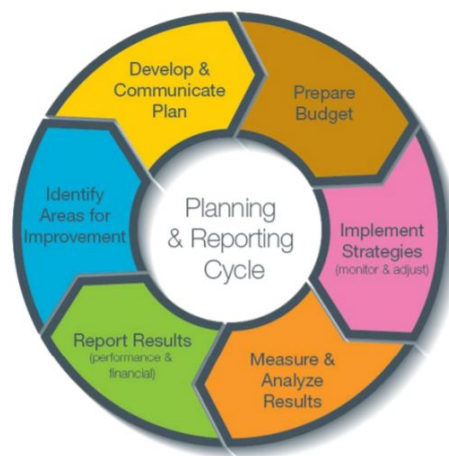 Develop &
Communicate
Plan
Prepare
Budget
Implement
Strategies
(monitor & adjust)
Measure &
Analyze
Results
Report Results
(performance &
financial)
Identify
Areas for
Improvement
Planning
& Reporting
Cycle